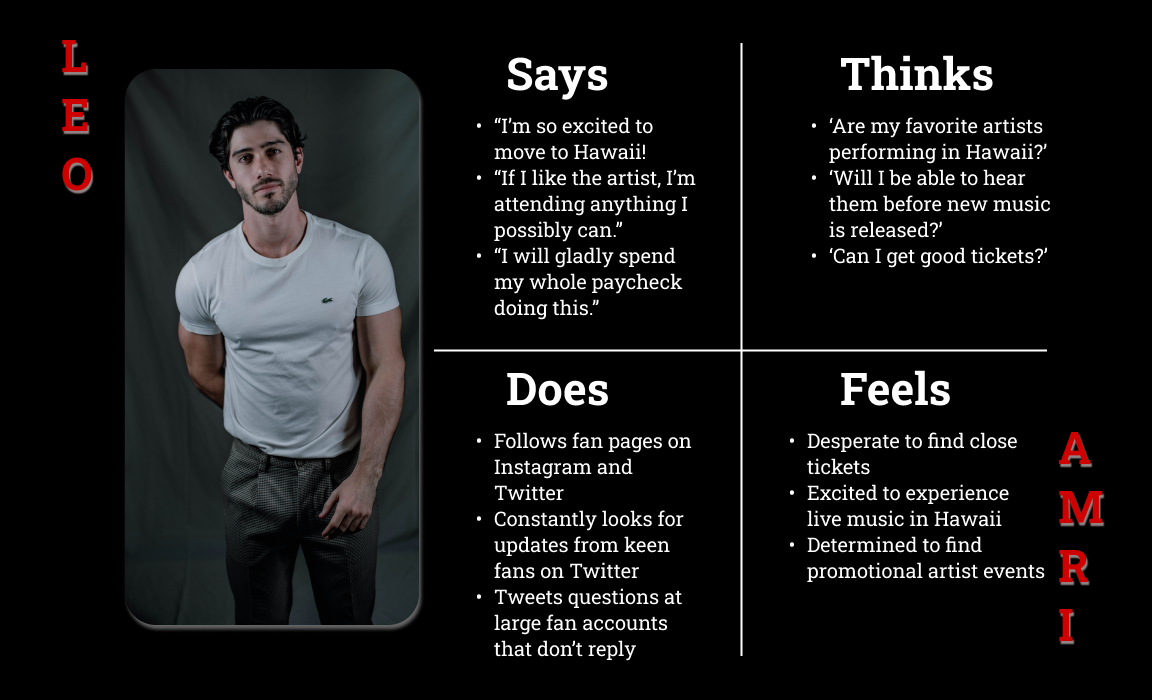 LEO
Says
• “I’m so excited to
move to Hawaii!
• “If I like the artist, I’m
attending anything I
possibly can.”
• “I will gladly spend
my whole paycheck
doing this.”
Thinks
• ‘Are my favorite artists
performing in Hawaii?’
• ‘Will I be able to hear
them before new music
is released?’
• ‘Can I get good tickets?’
Does
• Follows fan pages on
Instagram and
Twitter
• Constantly looks for
updates from keen
fans on Twitter
• Tweets questions at
large fan accounts
that don’t reply
Feels
• Desperate to find close
tickets
• Excited to experience
live music in Hawaii
• Determined to find
promotional artist events
AMRI